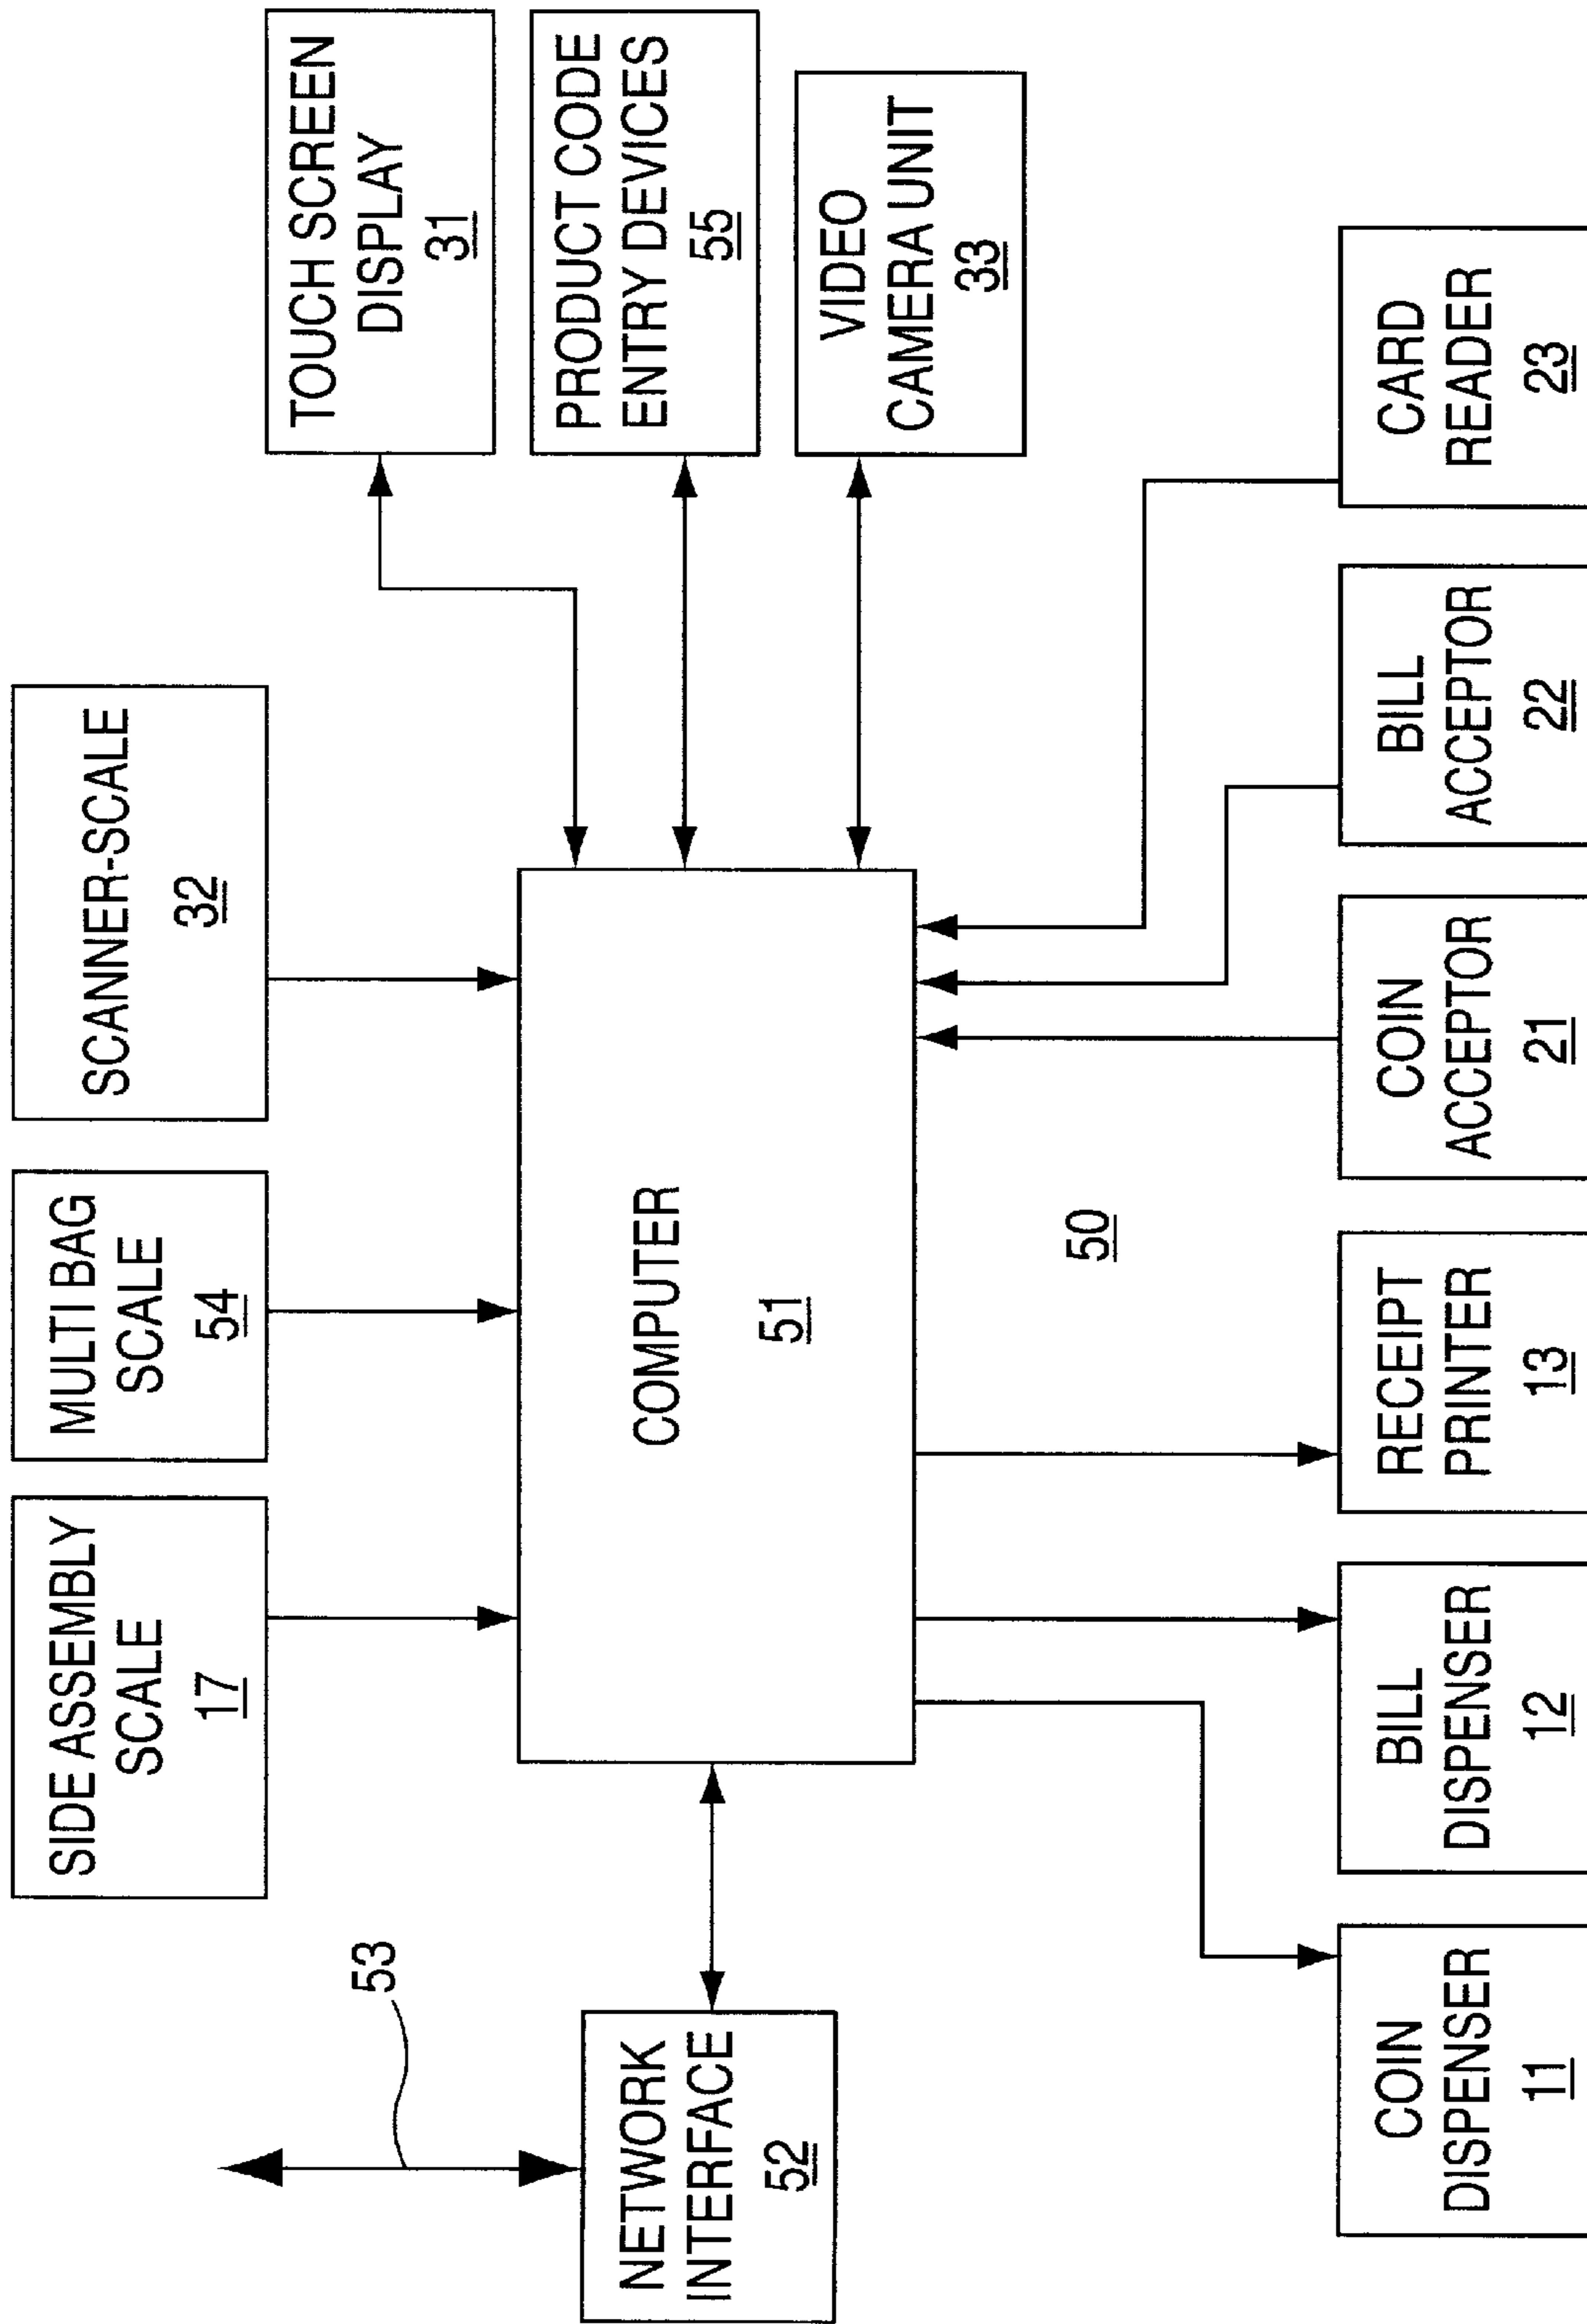 SIDE ASSEMBLY
SCALE
17
MULTI BAG
SCALE
54
SCANNER-SCALE
32
TOUCH SCREEN
DISPLAY
31
PRODUCT CODE
ENTRY DEVICES
55
VIDEO
CAMERA UNIT
33
53
NETWORK
INTERFACE
52
COMPUTER
51
50
COIN
DISPENSER
11
BILL
DISPENSER
12
RECEIPT
PRINTER
13
COIN
ACCEPTOR
21
BILL
ACCEPTOR
22
CARD
READER
23